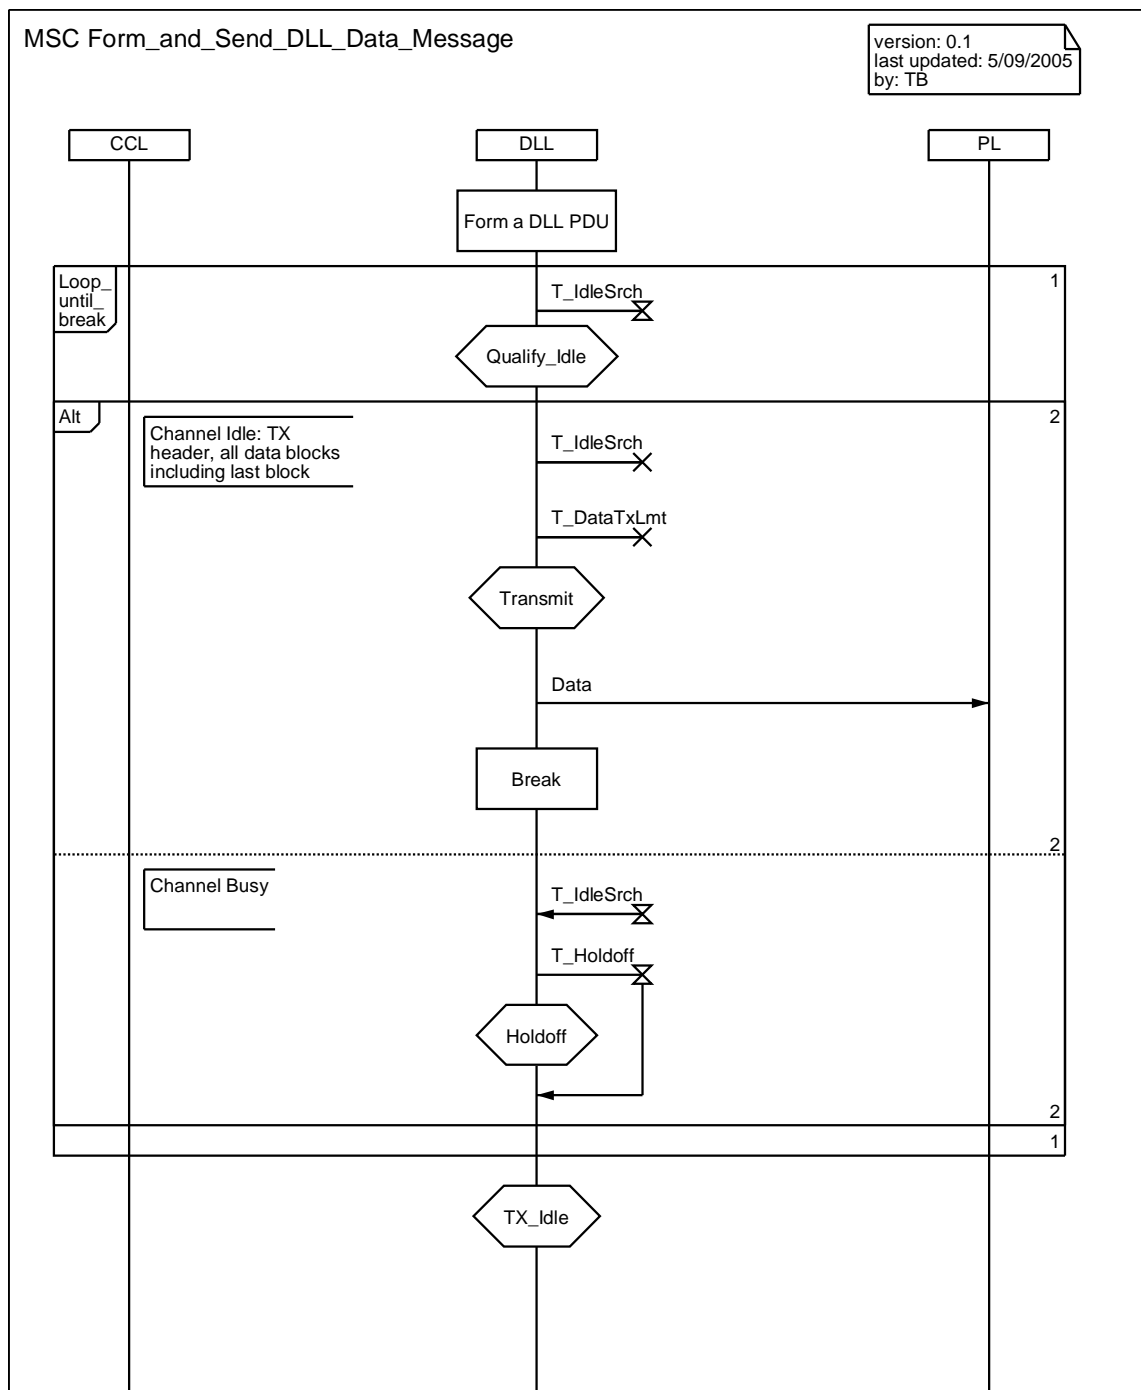 MSC Form_and_Send_DLL_Data_Message
version: 0.1
last updated: 5/09/2005
by: TB
CCL
DLL
PL
Form a DLL PDU
Loop_
until_
break
1
T_IdleSrch
Qualify_Idle
Alt
2
Channel Idle: TX
header, all data blocks
including last block
T_IdleSrch
T_DataTxLmt
Transmit
Data
Break
2
Channel Busy
T_IdleSrch
T_Holdoff
Holdoff
2
1
TX_Idle